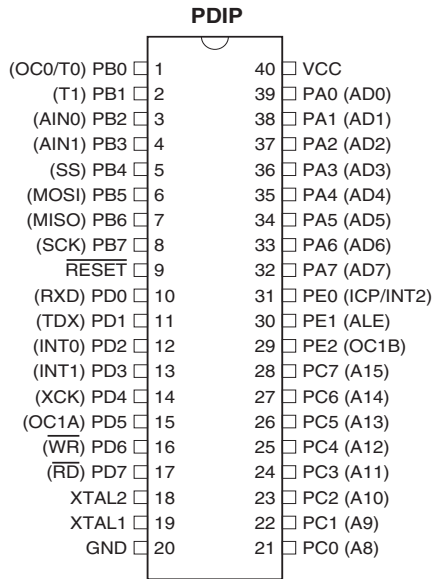 PDIP
(OC0/T0) PB0 1 40 VCC
(T1) PB1 2 39 PA0 (AD0)
(AIN0) PB2 3 38 PA1 (AD1)
(AIN1) PB3 4 37 PA2 (AD2)
(SS) PB4 5 36 PA3 (AD3)
(MOSI) PB5 6 35 PA4 (AD4)
(MISO) PB6 7 34 PA5 (AD5)
(SCK) PB7 8 33 PA6 (AD6)
RESET 9 32 PA7 (AD7)
(RXD) PD0 10 31 PE0 (ICP/INT2)
(TDX) PD1 11 30 PE1 (ALE)
(INT0) PD2 12 29 PE2 (OC1B)
(INT1) PD3 13 28 PC7 (A15)
(XCK) PD4 14 27 PC6 (A14)
(OC1A) PD5 15 26 PC5 (A13)
(WR) PD6 16 25 PC4 (A12)
(RD) PD7 17 24 PC3 (A11)
XTAL2 18 23 PC2 (A10)
XTAL1 19 22 PC1 (A9)
GND 20 21 PC0 (A8)